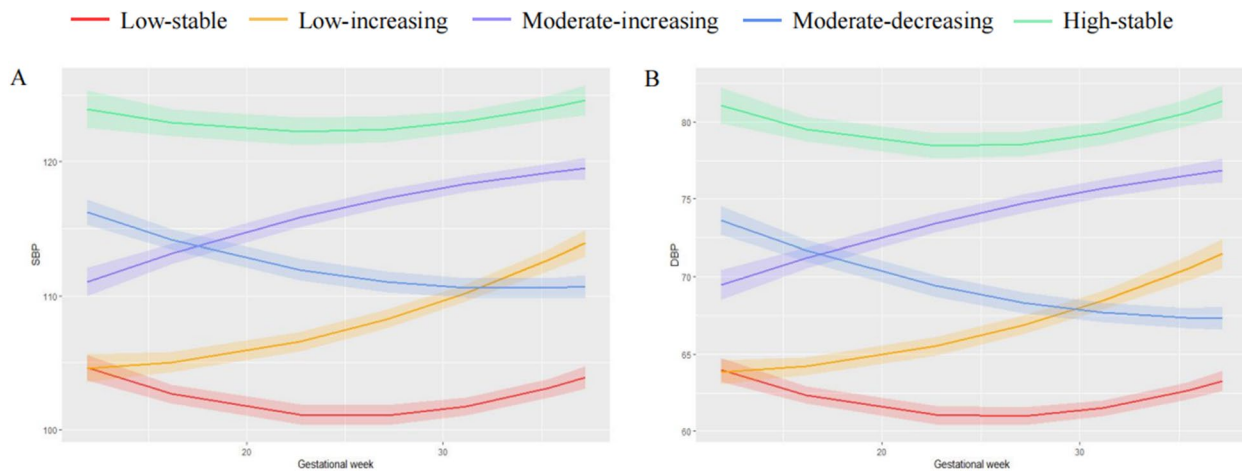 Low-stable Low-increasing Moderate-increasing Moderate-decreasing High-stable
A
B
SBP
120
110
100
20
30
Gestational week
DBP
80
75
70
65
60
20
30
Gestational week